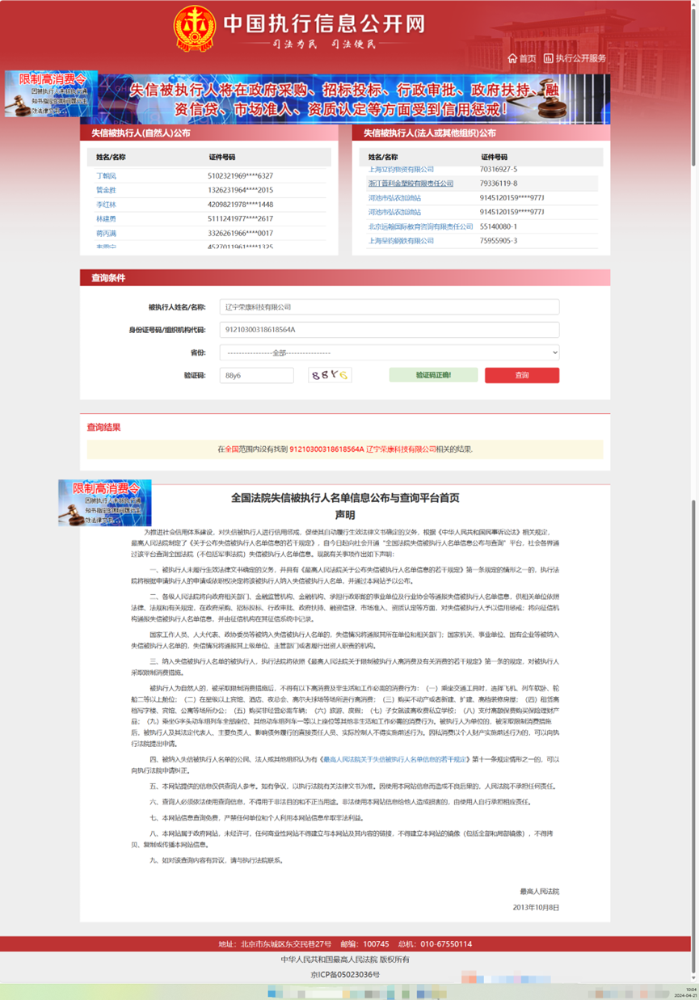 中国执行信息公开网
司法为民 司法便民
首页 执行公开服务
限制高消费令
失信被执行人将在政府采购、招标投标、行政审批、政府扶持、融
资信贷、市场准入、资质认定等方面受到信用惩戒！
失信被执行人(自然人)公布
姓名/名称 证件号码
5102321969****6327
管金胜 1326231964****2015
李红林 4209821978****1448
林建勇 5111241977****2617
蒋丙满 3326261966****0017
4527011961****1325
失信被执行人(法人或其他组织)公布
姓名/名称 证件号码
上海立钧物资有限公司 70316927-5
浙江普利金塑胶有限责任公司 79336119-8
河池市弘农加油站 9145120159****977J
河池市弘农加油站 9145120159****977J
北京远翰国际教育咨询有限责任公司 55140080-1
上海呈钧钢铁有限公司 75955905-3
查询条件
被执行人姓名/名称: 辽宁荣康科技有限公司
身份证号码/组织机构代码: 91210300318618564A
省份: ----------------全部----------------
验证码: 88y6 88Y6 验证码正确! 查询
查询结果
在全国范围内没有找到 91210300318618564A 辽宁荣康科技有限公司相关的结果.
限制高消费令
全国法院失信被执行人名单信息公布与查询平台首页
声明
为推进社会信用体系建设，对失信被执行人进行信用惩戒，促使其自动履行生效法律文书确定的义务，根据《中华人民共和国民事诉讼法》相关规定，
最高人民法院制定了《关于公布失信被执行人名单信息的若干规定》，自今日起向社会开通“全国法院失信被执行人名单信息公布与查询”平台，社会各界通
过该平台查询全国法院（不包括军事法院）失信被执行人名单信息。现就有关事项作出如下声明：
一、被执行人未履行生效法律文书确定的义务，并具有《最高人民法院关于公布失信被执行人名单信息的若干规定》第一条规定的情形之一的，执行法
院将根据申请执行人的申请或依职权决定将该被执行人纳入失信被执行人名单，并通过本网站予以公布。
二、各级人民法院将向政府相关部门、金融监管机构、金融机构、承担行政职能的事业单位及行业协会等通报失信被执行人名单信息，供相关单位依照
法律、法规和有关规定，在政府采购、招标投标、行政审批、政府扶持、融资信贷、市场准入、资质认定等方面，对失信被执行人予以信用惩戒；将向征信机
构通报失信被执行人名单信息，并由征信机构在其征信系统中记录。
国家工作人员、人大代表、政协委员等被纳入失信被执行人名单的，失信情况将通报其所在单位和相关部门；国家机关、事业单位、国有企业等被纳入
失信被执行人名单的，失信情况将通报其上级单位、主管部门或者履行出资人职责的机构。
三、纳入失信被执行人名单的被执行人，执行法院将依照《最高人民法院关于限制被执行人高消费及有关消费的若干规定》第一条的规定，对被执行人
采取限制消费措施。
被执行人为自然人的，被采取限制消费措施后，不得有以下高消费及非生活和工作必需的消费行为：（一）乘坐交通工具时，选择飞机、列车软卧、轮
船二等以上舱位；（二）在星级以上宾馆、酒店、夜总会、高尔夫球场等场所进行高消费；（三）购买不动产或者新建、扩建、高档装修房屋；（四）租赁高
档写字楼、宾馆、公寓等场所办公；（五）购买非经营必需车辆；（六）旅游、度假；（七）子女就读高收费私立学校；（八）支付高额保费购买保险理财产
品；（九）乘坐G字头动车组列车全部座位、其他动车组列车一等以上座位等其他非生活和工作必需的消费行为。被执行人为单位的，被采取限制消费措施
后，被执行人及其法定代表人、主要负责人、影响债务履行的直接责任人员、实际控制人不得实施前述行为。因私消费以个人财产实施前述行为的，可以向执
行法院提出申请。
四、被纳入失信被执行人名单的公民、法人或其他组织认为有《最高人民法院关于失信被执行人名单信息的若干规定》第十一条规定情形之一的，可以
向执行法院申请纠正。
五、本网站提供的信息仅供查询人参考。如有争议，以执行法院有关法律文书为准。因使用本网站信息而造成不良后果的，人民法院不承担任何责任。
六、查询人必须依法使用查询信息，不得用于非法目的和不正当用途。非法使用本网站信息给他人造成损害的，由使用人自行承担相应责任。
七、本网站信息查询免费，严禁任何单位和个人利用本网站信息牟取非法利益。
八、本网站属于政府网站，未经许可，任何商业性网站不得建立与本网站及其内容的链接，不得建立本网站的镜像（包括全部和局部镜像），不得拷
贝、复制或传播本网站信息。
九、如对该查询内容有异议，请与执行法院联系。
最高人民法院
2013年10月8日
地址：北京市东城区东交民巷27号 邮编：100745 总机：010-67550114
中华人民共和国最高人民法院 版权所有
京ICP备05023036号
10:04
2024-04-21